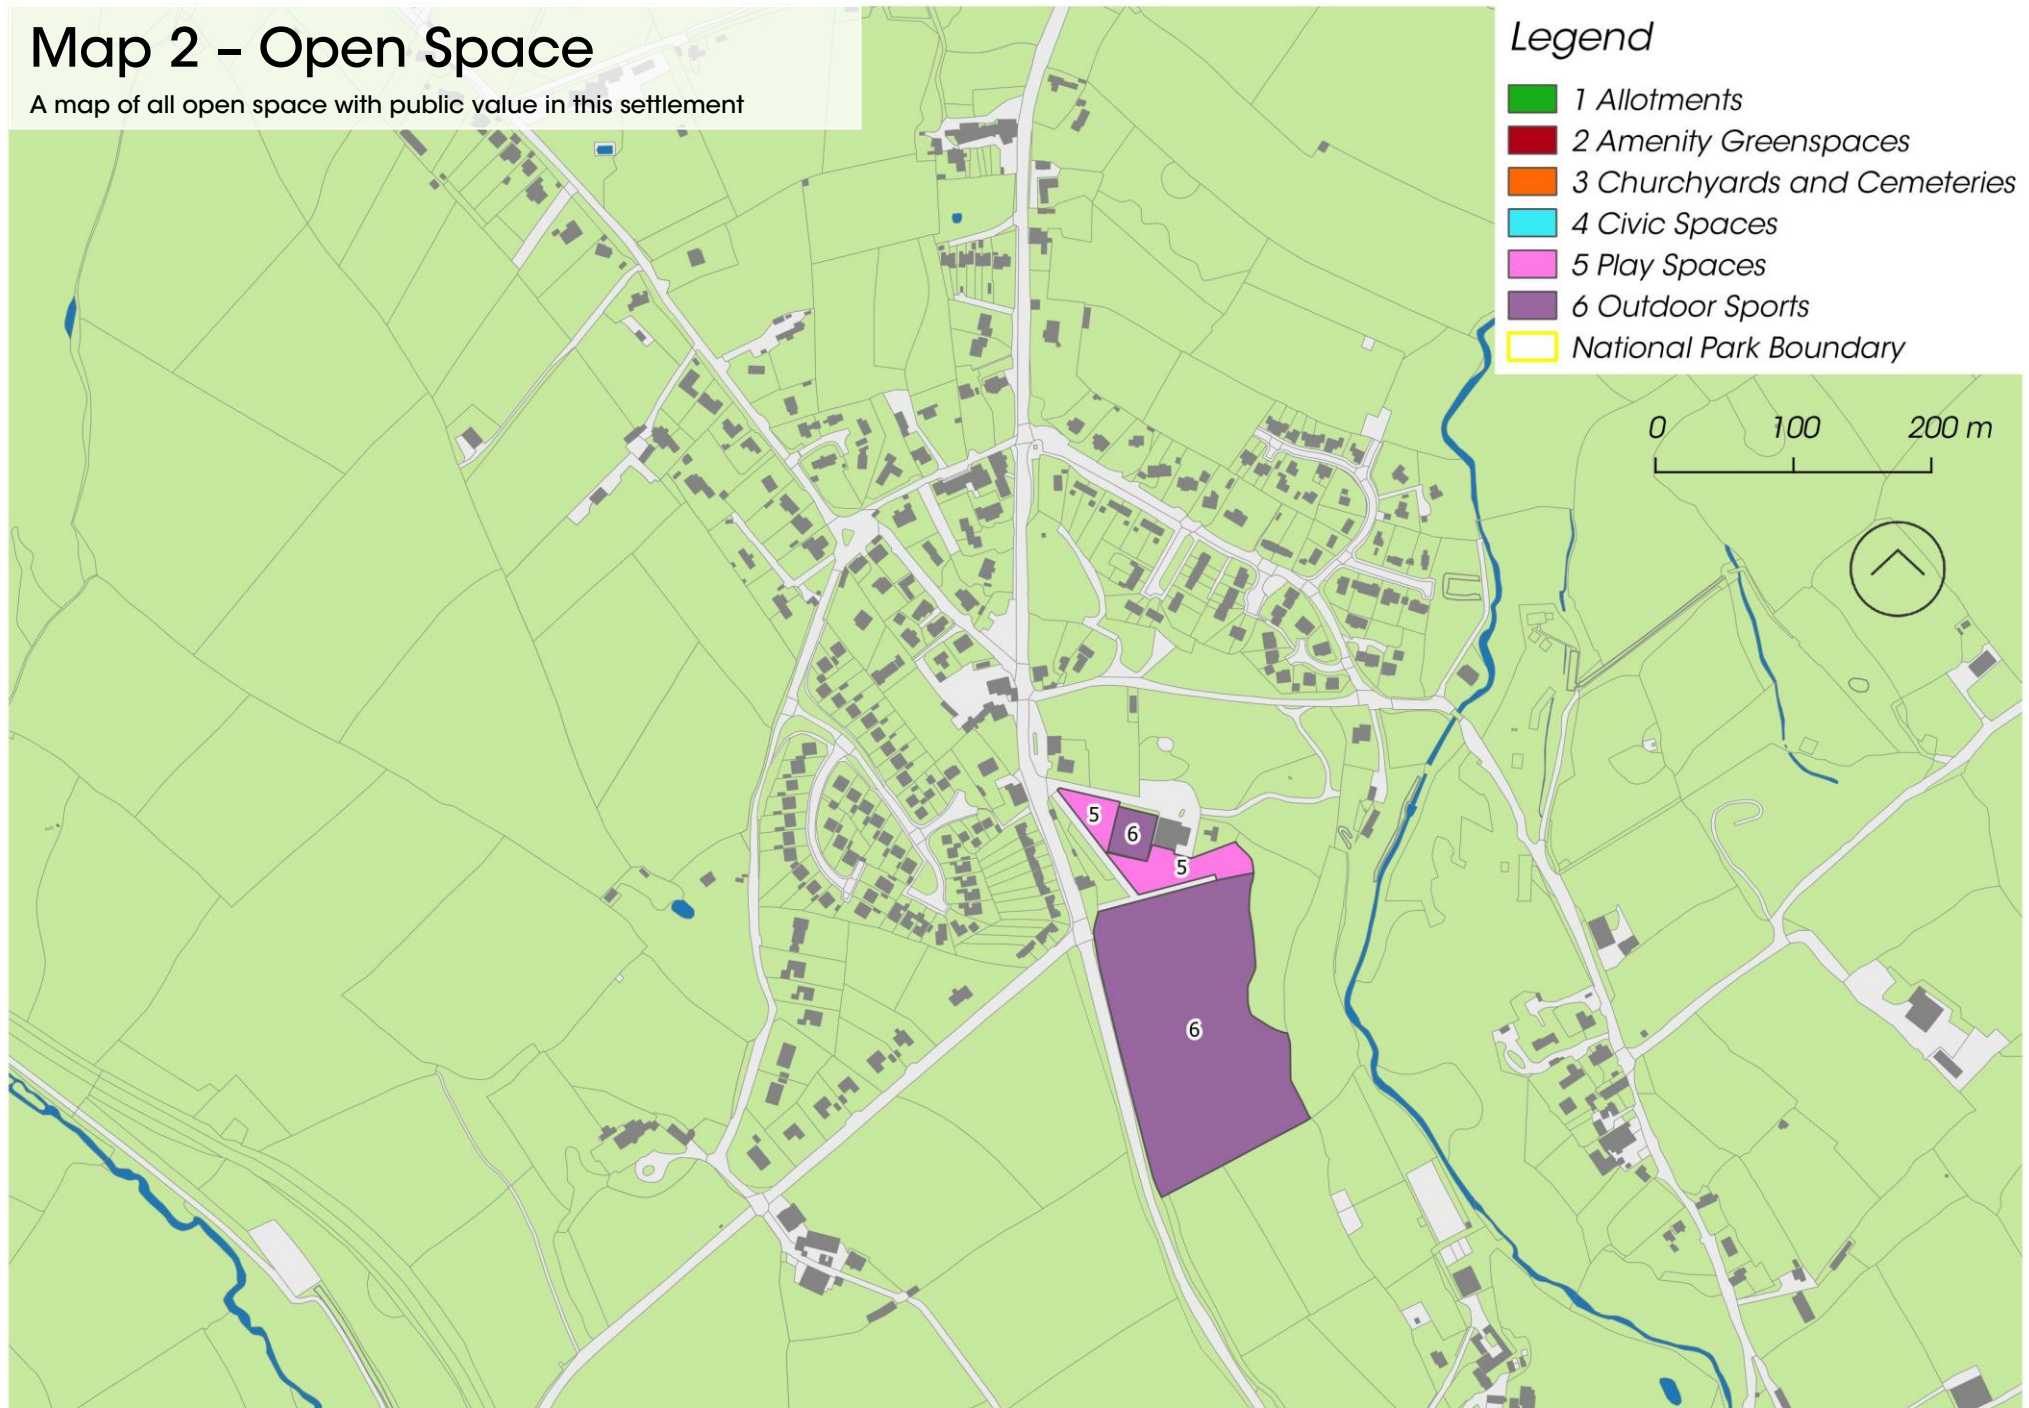 Map 2 – Open Space
A map of all open space with public value in this settlement
Legend
1 Allotments
2 Amenity Greenspaces
3 Churchyards and Cemeteries
4 Civic Spaces
5 Play Spaces
6 Outdoor Sports
National Park Boundary
0 100 200 m
5
6
5
6